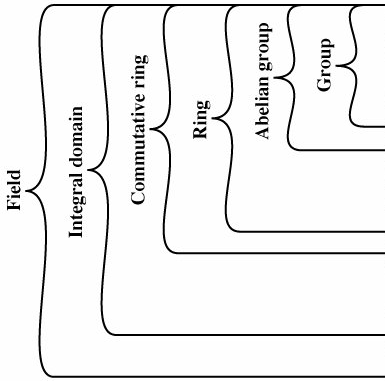 Field
Integral domain
Commutative ring
Ring
Abelian group
Group